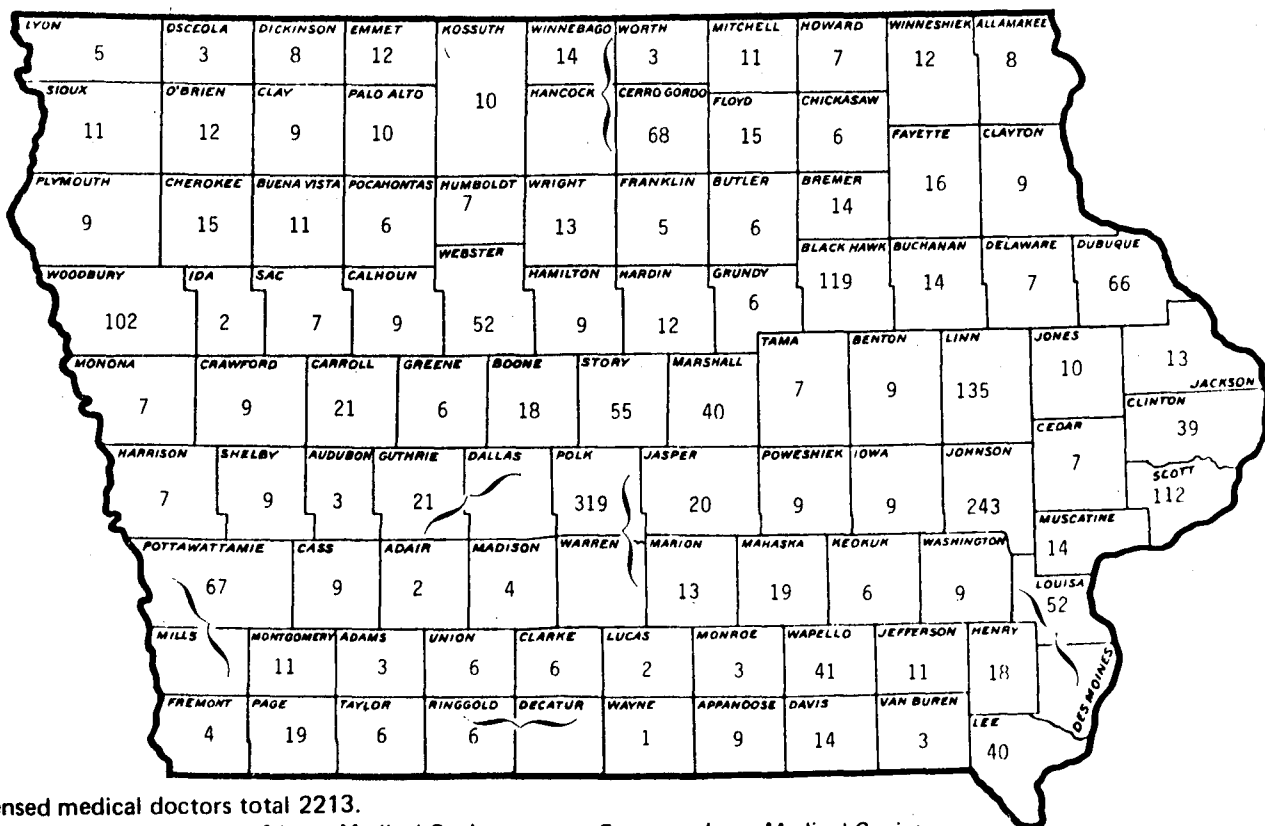 LYON OSCEOLA DICKINSON EMMET KOSSUTH WINNEBAGO WORTH MITCHELL HOWARD WINNESHIEK ALLAMAKEE
5 3 8 12 10 14 3 11 7 12 8
SIOUX O'BRIEN CLAY PALO ALTO HANCOCK CERRO GORDO FLOYD CHICKASAW FAYETTE CLAYTON
11 12 9 10 68 15 6 16 9
PLYMOUTH CHEROKEE BUENA VISTA POCAHONTAS HUMBOLDT WRIGHT FRANKLIN BUTLER BREMER
9 15 11 6 7 13 5 6 14
WOODBURY IDA SAC CALHOUN WEBSTER HAMILTON HARDIN GRUNDY BLACK HAWK BUCHANAN DELAWARE DUBUQUE
102 2 7 9 52 9 12 6 119 14 7 66
MONONA CRAWFORD CARROLL GREENE BOONE STORY MARSHALL TAMA BENTON LINN JONES JACKSON
7 9 21 6 18 55 40 7 9 135 10 13
CLINTON
39
HARRISON SHELBY AUDUBON GUTHRIE DALLAS POLK JASPER POWESHIEK IOWA JOHNSON CEDAR SCOTT
7 9 3 21 319 20 9 9 243 7 112
POTTAWATTAMIE CASS ADAIR MADISON WARREN MARION MAHASKA KEOKUK WASHINGTON MUSCATINE
67 9 2 4 13 19 6 9 14
LOUISA
52
MILLS MONTGOMERY ADAMS UNION CLARKE LUCAS MONROE WAPELLO JEFFERSON HENRY DES MOINES
11 3 6 6 2 3 41 11 18
FREMONT PAGE TAYLOR RINGGOLD DECATUR WAYNE APPANOOSE DAVIS VAN BUREN LEE
4 19 6 6 1 9 14 3 40
ensed medical doctors total 2213.